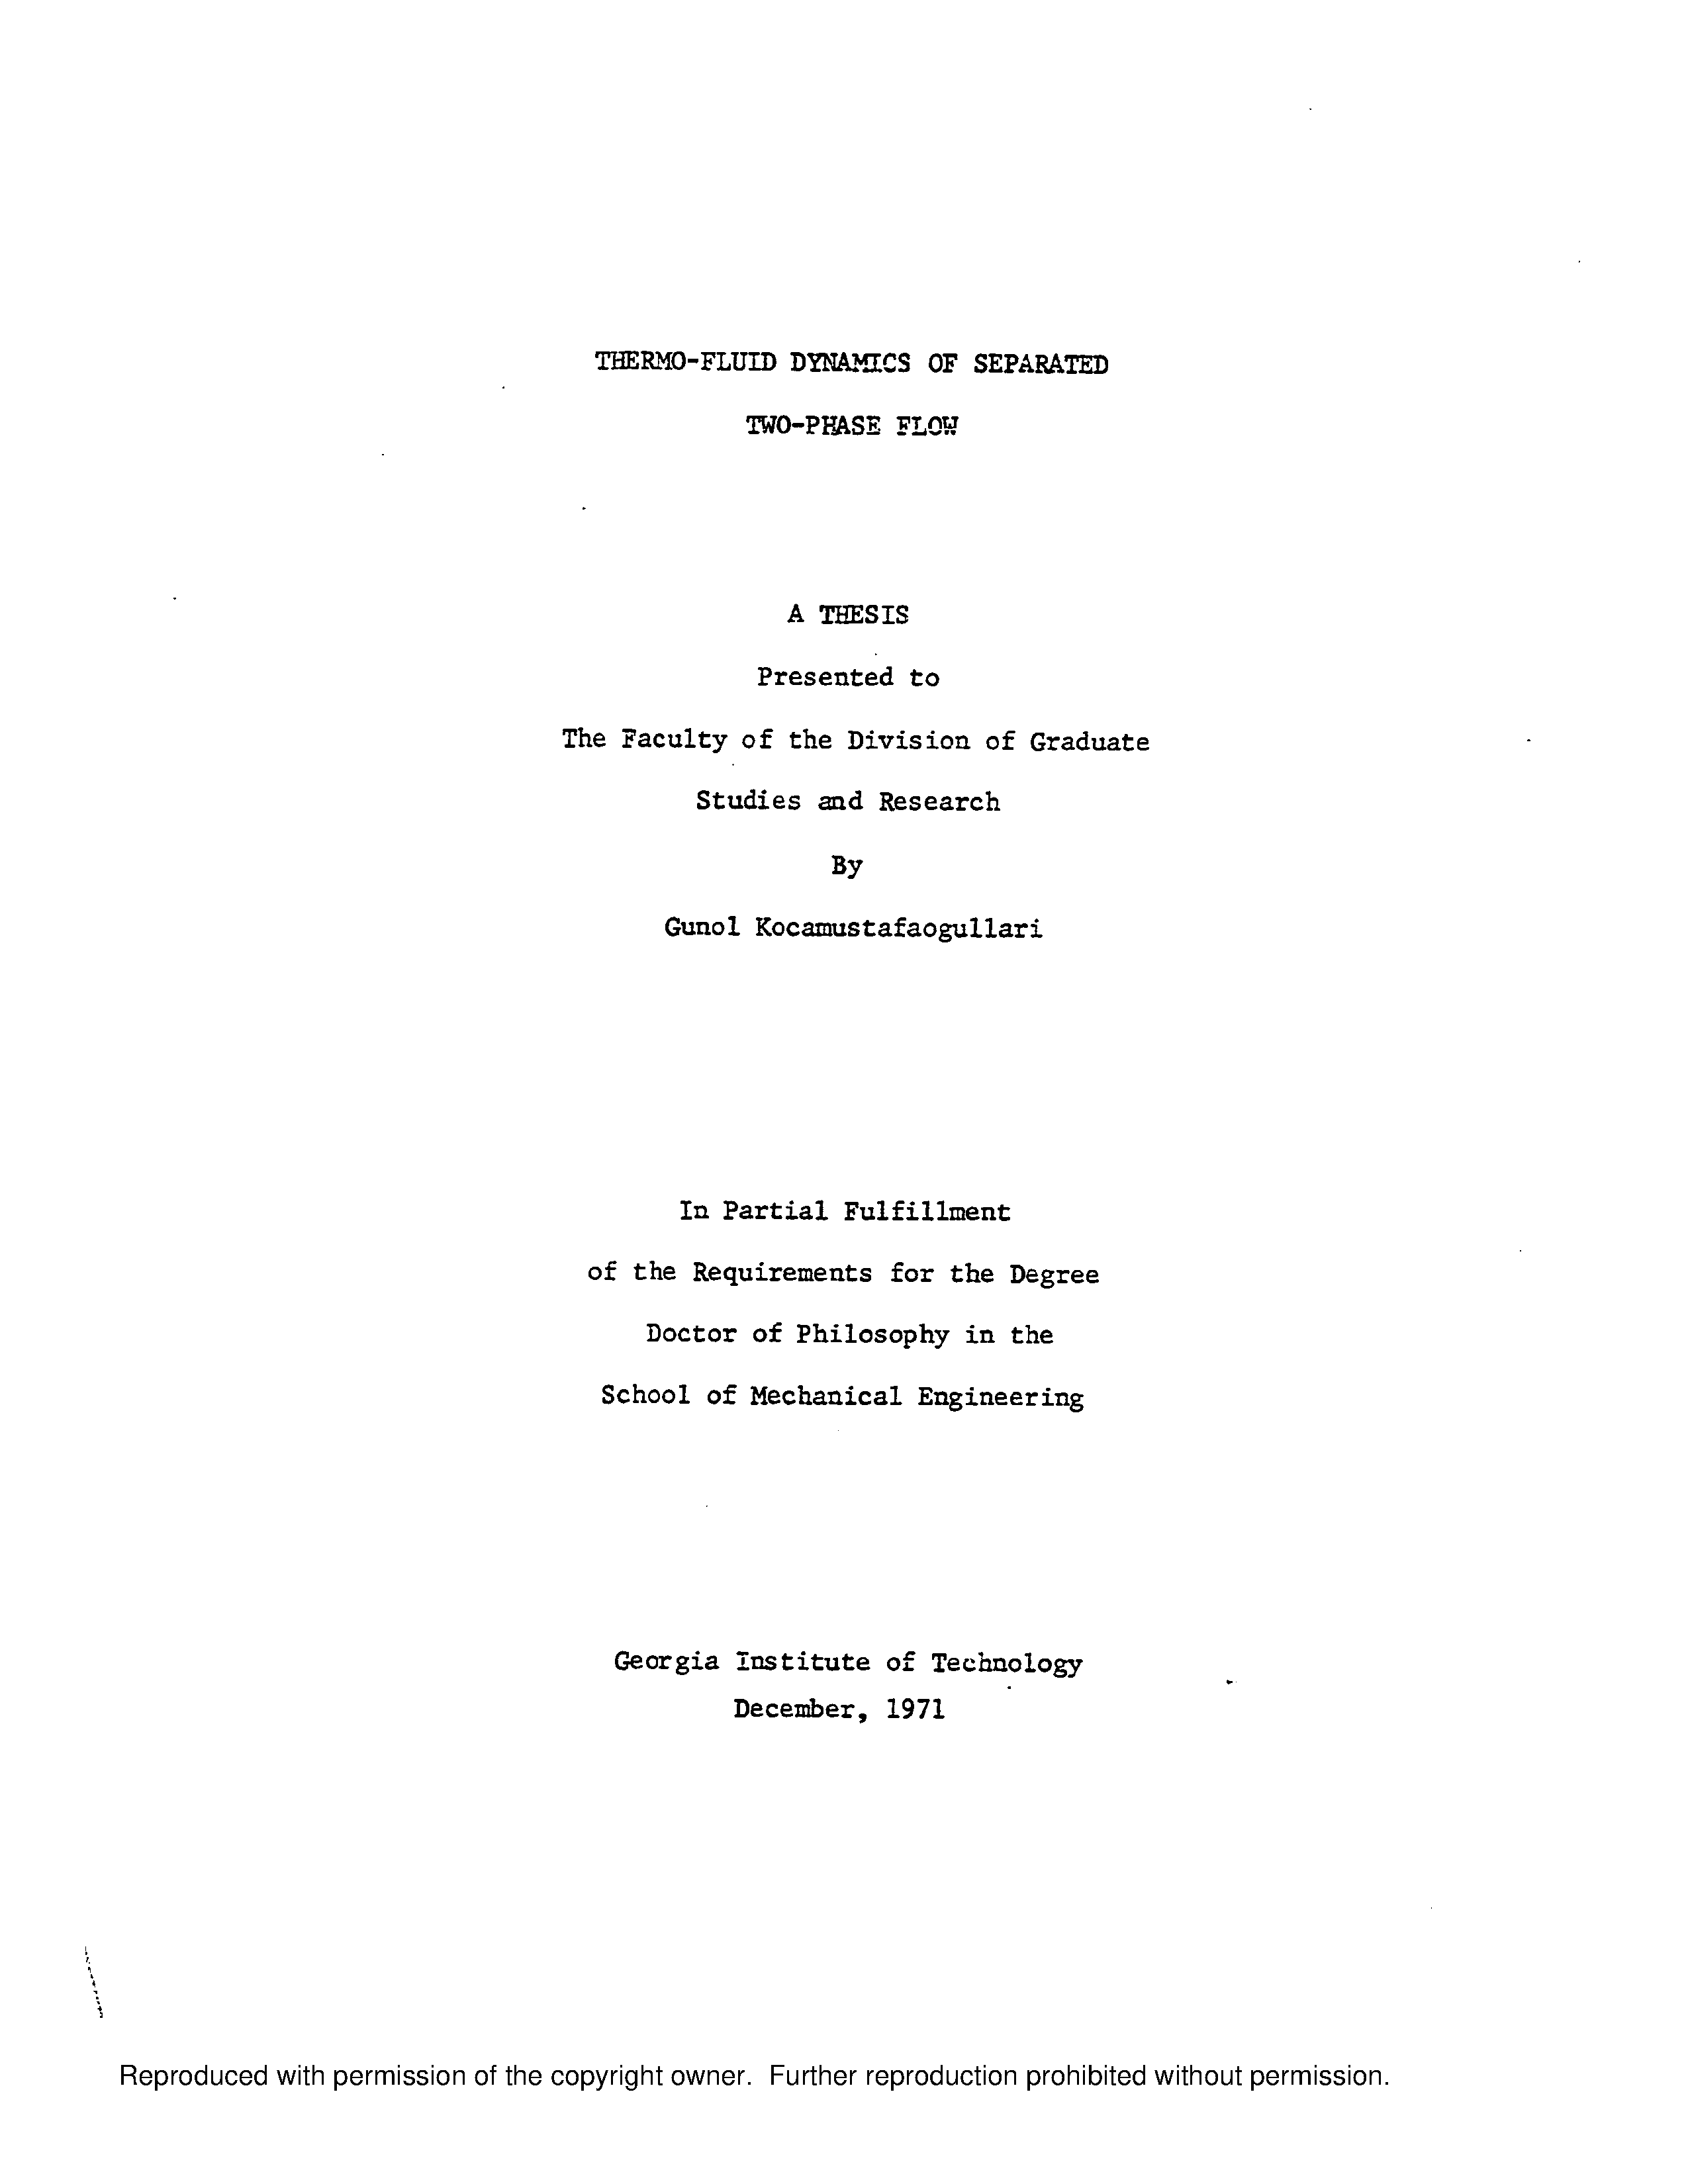 THERMO-FLUID DYNAMICS OF SEPARATED
TWO-PHASE FLOW
A THESIS
Presented to
The Faculty of the Division of Graduate
Studies and Research
By
Gunol Kocamustafaogullari
In Partial Fulfillment
of the Requirements for the Degree
Doctor of Philosophy in the
School of Mechanical Engineering
Georgia Institute of Technology
December, 1971
Reproduced with permission of the copyright owner. Further reproduction prohibited without permission.